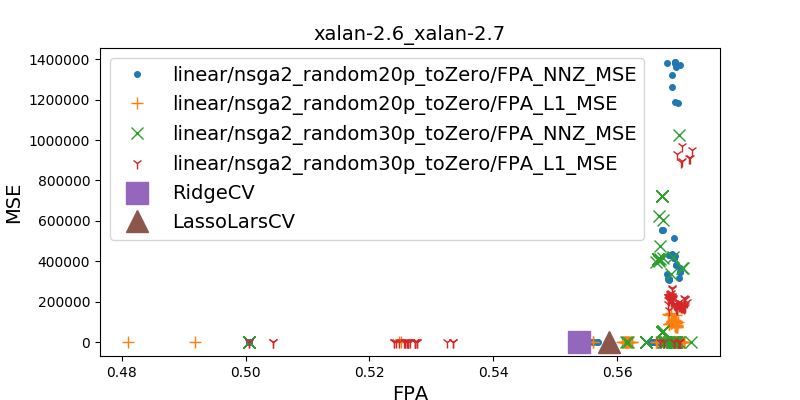 xalan-2.6_xalan-2.7
1400000
1200000
1000000
800000
600000
400000
200000
0
MSE
linear/nsga2_random20p_toZero/FPA_NNZ_MSE
linear/nsga2_random20p_toZero/FPA_L1_MSE
linear/nsga2_random30p_toZero/FPA_NNZ_MSE
linear/nsga2_random30p_toZero/FPA_L1_MSE
RidgeCV
LassoLarsCV
0.48 0.50 0.52 0.54 0.56
FPA